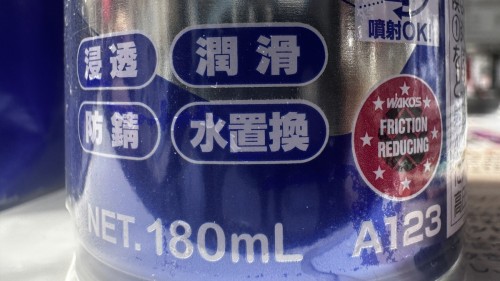 噴射OK!
浸透 潤滑
防錆 水置換
WAKO'S
FRICTION
REDUCING
NET.180mL A123